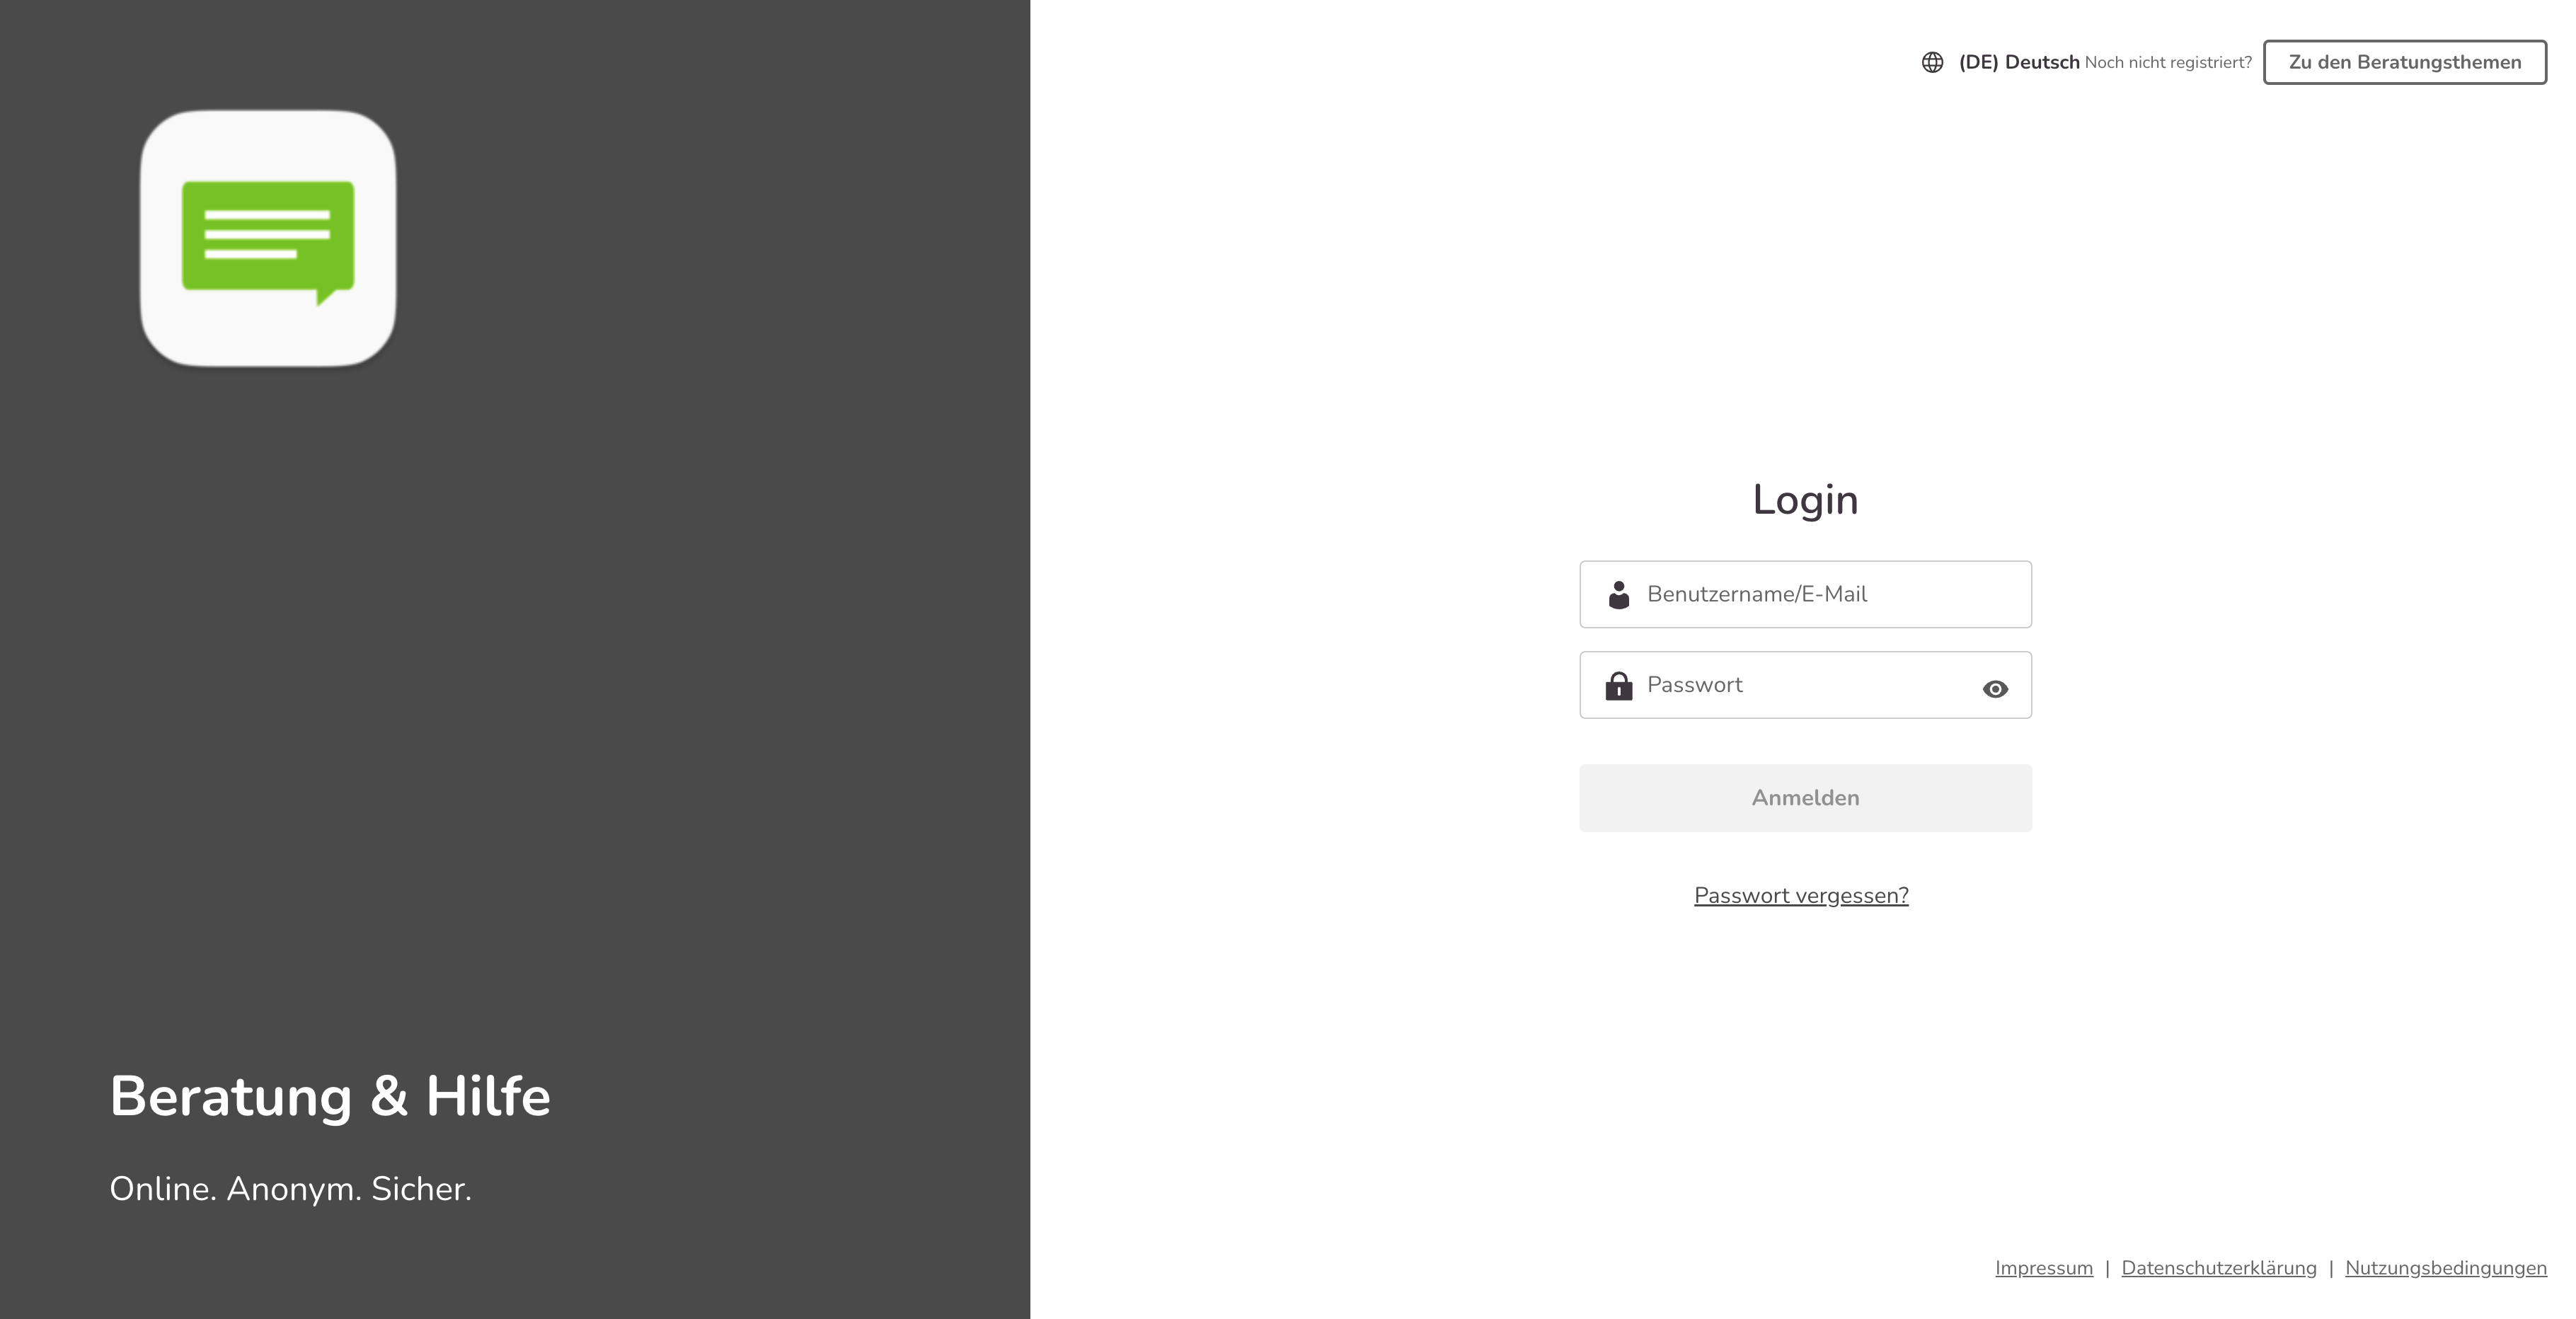 (DE) Deutsch Noch nicht registriert? Zu den Beratungsthemen
Login
Benutzername/E-Mail
Passwort
Anmelden
Passwort vergessen?
Beratung & Hilfe
Online. Anonym. Sicher.
Impressum | Datenschutzerklärung | Nutzungsbedingungen